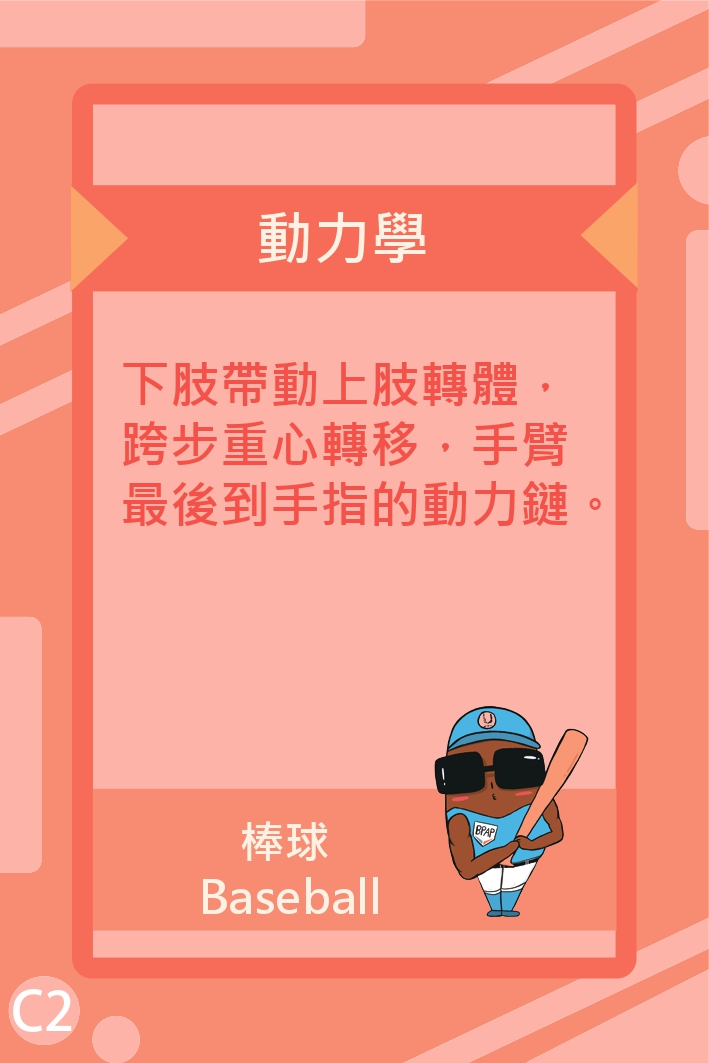 動力學
下肢帶動上肢轉體，
跨步重心轉移，手臂
最後到手指的動力鏈。
BPAP
棒球
Baseball
C2